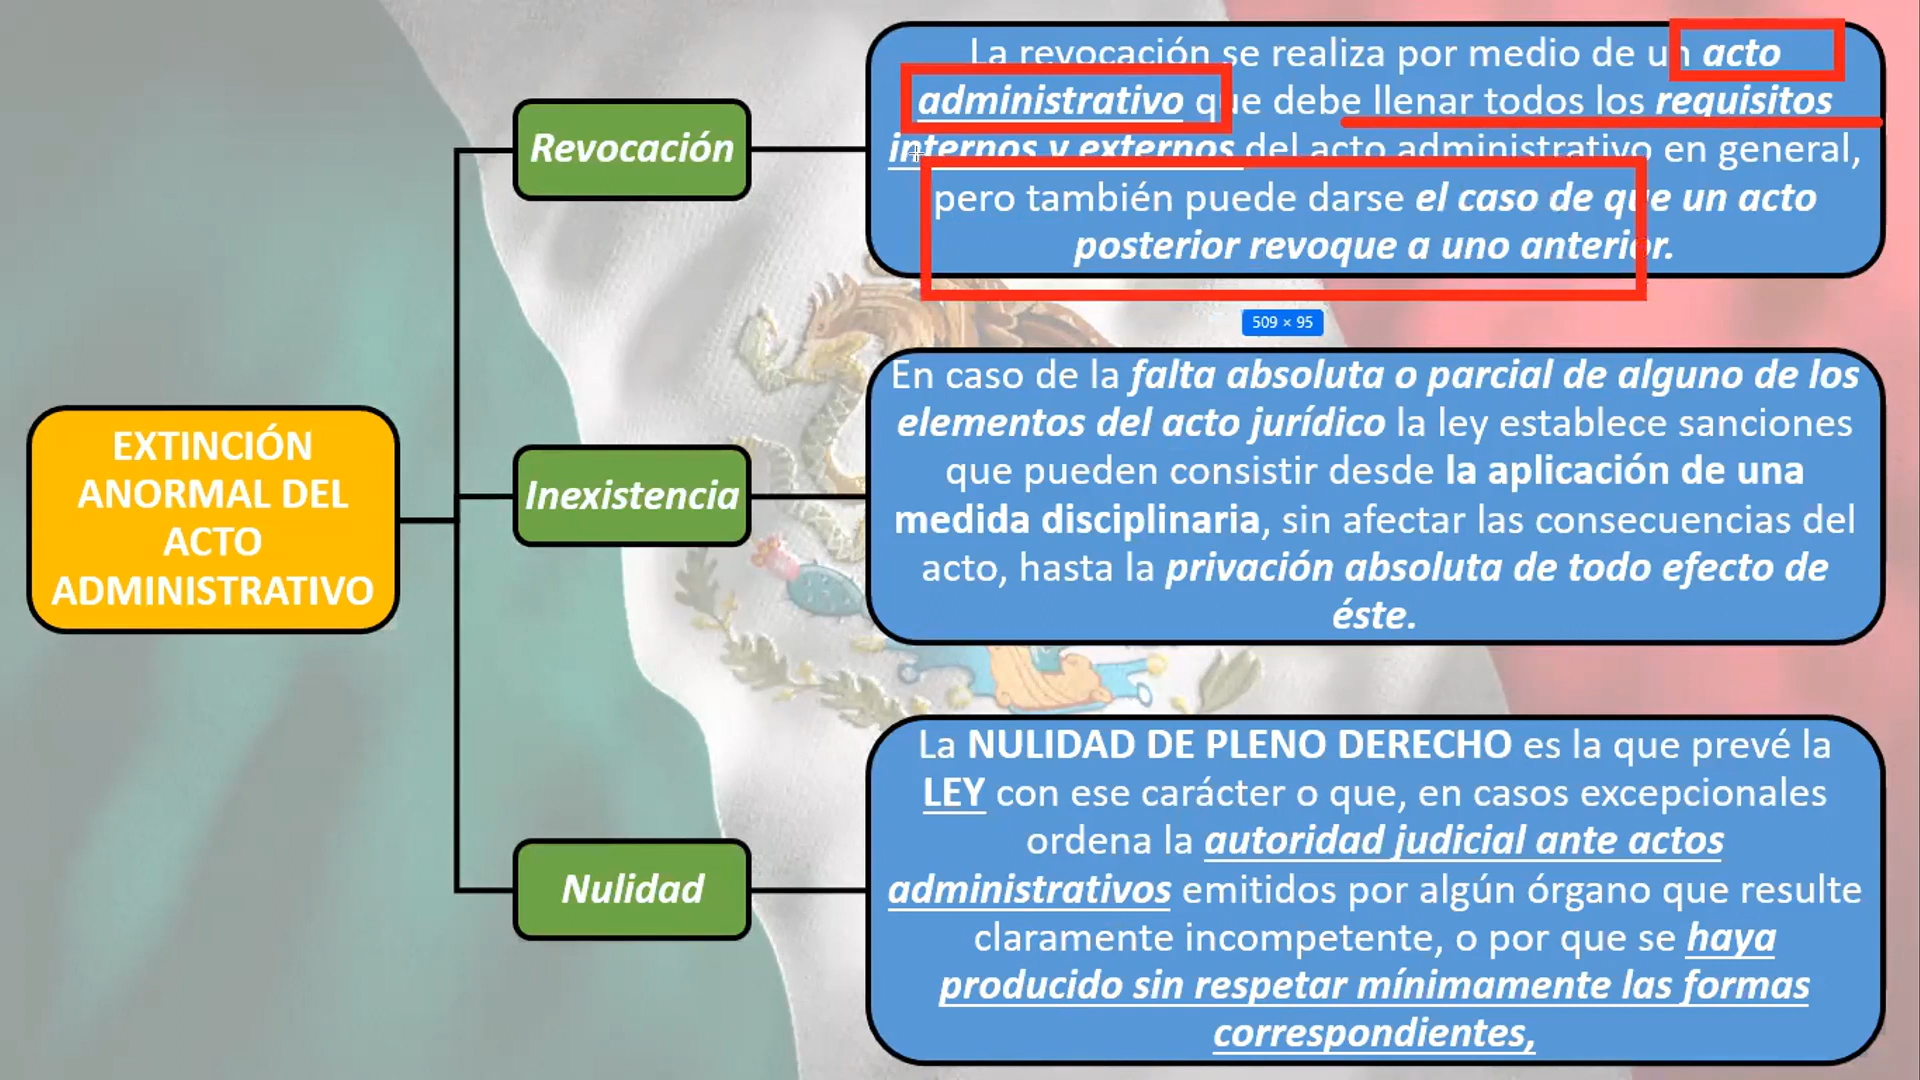 La revocación se realiza por medio de un acto
administrativo que debe llenar todos los requisitos
internos y externos del acto administrativo en general,
pero también puede darse el caso de que un acto
posterior revoque a uno anterior.
Revocación
509 × 95
En caso de la falta absoluta o parcial de alguno de los
elementos del acto jurídico la ley establece sanciones
que pueden consistir desde la aplicación de una
medida disciplinaria, sin afectar las consecuencias del
acto, hasta la privación absoluta de todo efecto de
éste.
Inexistencia
EXTINCIÓN
ANORMAL DEL
ACTO
ADMINISTRATIVO
La NULIDAD DE PLENO DERECHO es la que prevé la
LEY con ese carácter o que, en casos excepcionales
ordena la autoridad judicial ante actos
administrativos emitidos por algún órgano que resulte
claramente incompetente, o por que se haya
producido sin respetar mínimamente las formas
correspondientes,
Nulidad